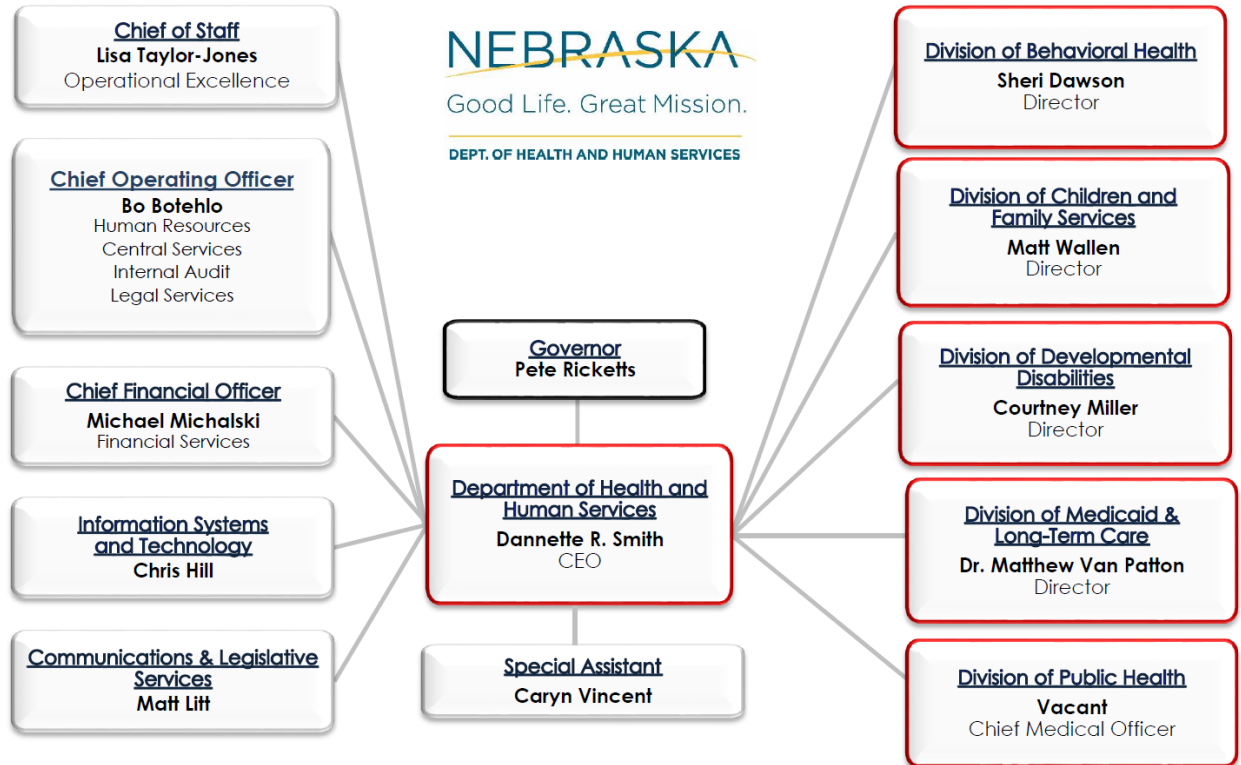 Chief of Staff
Lisa Taylor-Jones
Operational Excellence
Chief Operating Officer
Bo Botehlo
Human Resources
Central Services
Internal Audit
Legal Services
Chief Financial Officer
Michael Michalski
Financial Services
Information Systems
and Technology
Chris Hill
Communications & Legislative
Services
Matt Litt
NEBRASKA
Good Life. Great Mission.
DEPT. OF HEALTH AND HUMAN SERVICES
Governor
Pete Ricketts
Department of Health and
Human Services
Dannette R. Smith
CEO
Special Assistant
Caryn Vincent
Division of Behavioral Health
Sheri Dawson
Director
Division of Children and
Family Services
Matt Wallen
Director
Division of Developmental
Disabilities
Courtney Miller
Director
Division of Medicaid &
Long-Term Care
Dr. Matthew Van Patton
Director
Division of Public Health
Vacant
Chief Medical Officer